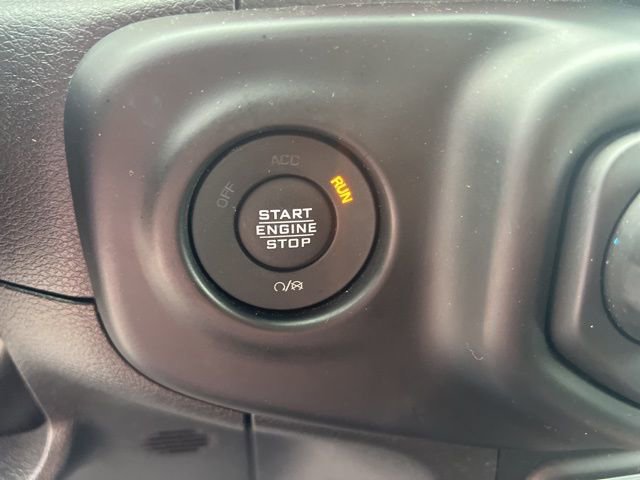 ACC
OFF
RUN
START
ENGINE
STOP